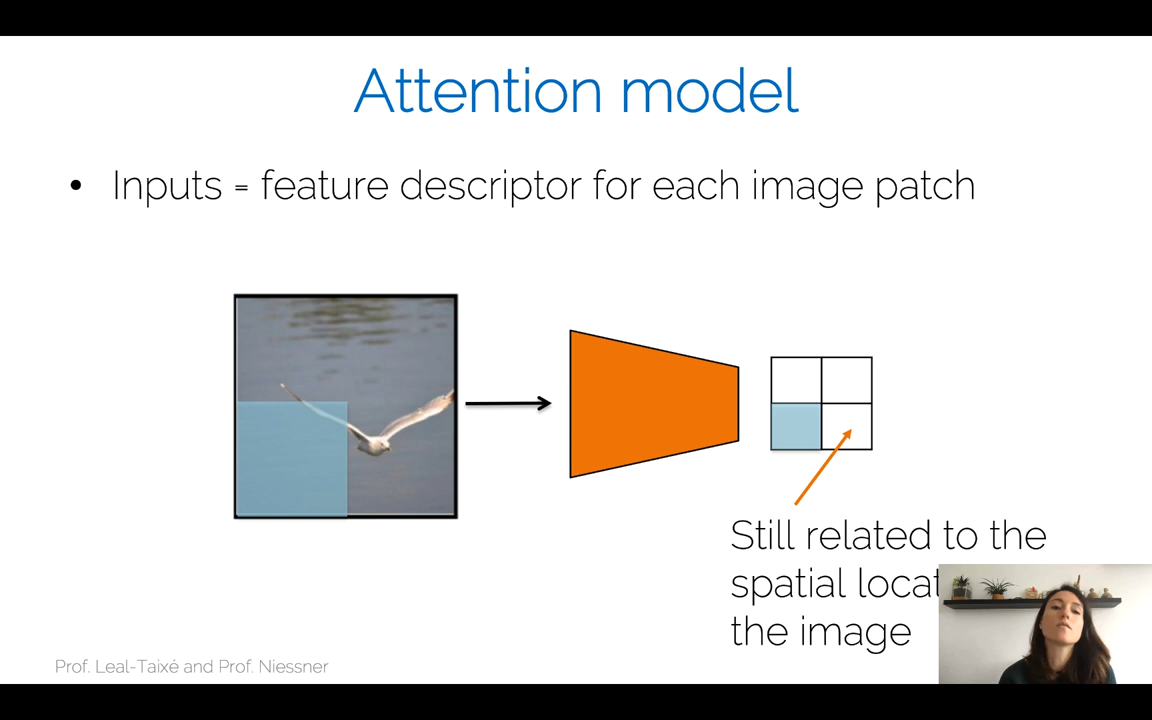 Attention model
• Inputs = feature descriptor for each image patch
Still related to the
spatial
the image
Prof. Leal-Taixé and Prof. Niessner